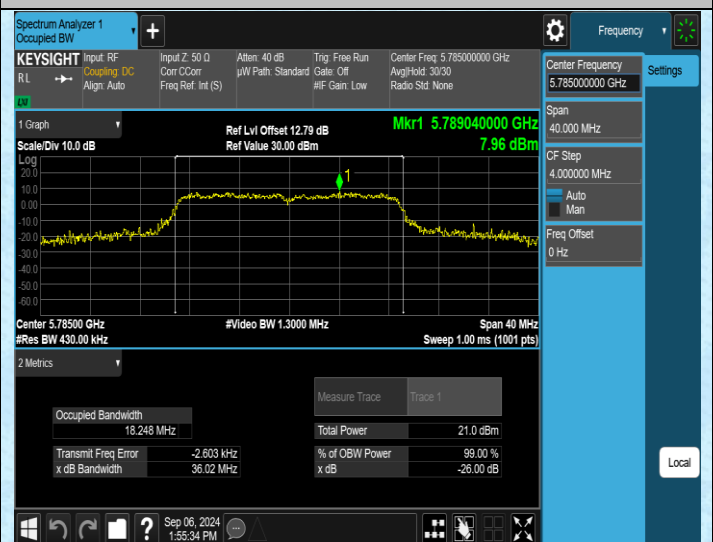 Spectrum Analyzer 1
Occupied BW
Frequency
KEYSIGHT
RL
LXI
Input: RF
Coupling: DC
Align: Auto
Input Z: 50 Ω
Corr CCorr
Freq Ref: Int (S)
Atten: 40 dB
µW Path: Standard
Trig: Free Run
Gate: Off
#IF Gain: Low
Center Freq: 5.785000000 GHz
Avg|Hold: 30/30
Radio Std: None
Center Frequency
5.785000000 GHz
Settings
Span
40.000 MHz
CF Step
4.000000 MHz
Auto
Man
Freq Offset
0 Hz
1 Graph
Scale/Div 10.0 dB
Ref Lvl Offset 12.79 dB
Ref Value 30.00 dBm
Mkr1 5.789040000 GHz
7.96 dBm
Log
20.0
10.0
0.00
-10.0
-20.0
-30.0
-40.0
-50.0
-60.0
1
Center 5.78500 GHz
#Res BW 430.00 kHz
#Video BW 1.3000 MHz
Span 40 MHz
Sweep 1.00 ms (1001 pts)
2 Metrics
Measure Trace
Trace 1
Occupied Bandwidth
18.248 MHz
Total Power
21.0 dBm
Transmit Freq Error
-2.603 kHz
% of OBW Power
99.00 %
x dB Bandwidth
36.02 MHz
x dB
-26.00 dB
Local
?
Sep 06, 2024
1:55:34 PM